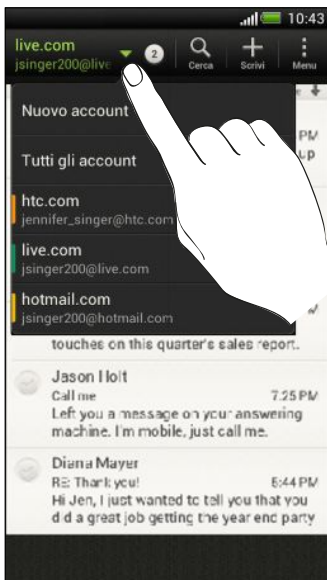 10:43
live.com
jsinger200@live
2
Cerca
Scrivi
Menu
Nuovo account
PM
up
Tutti gli account
htc.com
jennifer_singer@htc.com
live.com
jsinger200@live.com
hotmail.com
jsinger200@hotmail.com
touches on this quarter's sales report.
Jason Holt
Call me
7:25 PM
Left you a message on your answering
machine. I'm mobile, just call me.
Diana Mayer
RE: Thank you!
6:44 PM
Hi Jen, I just wanted to tell you that you
did a great job getting the year end party